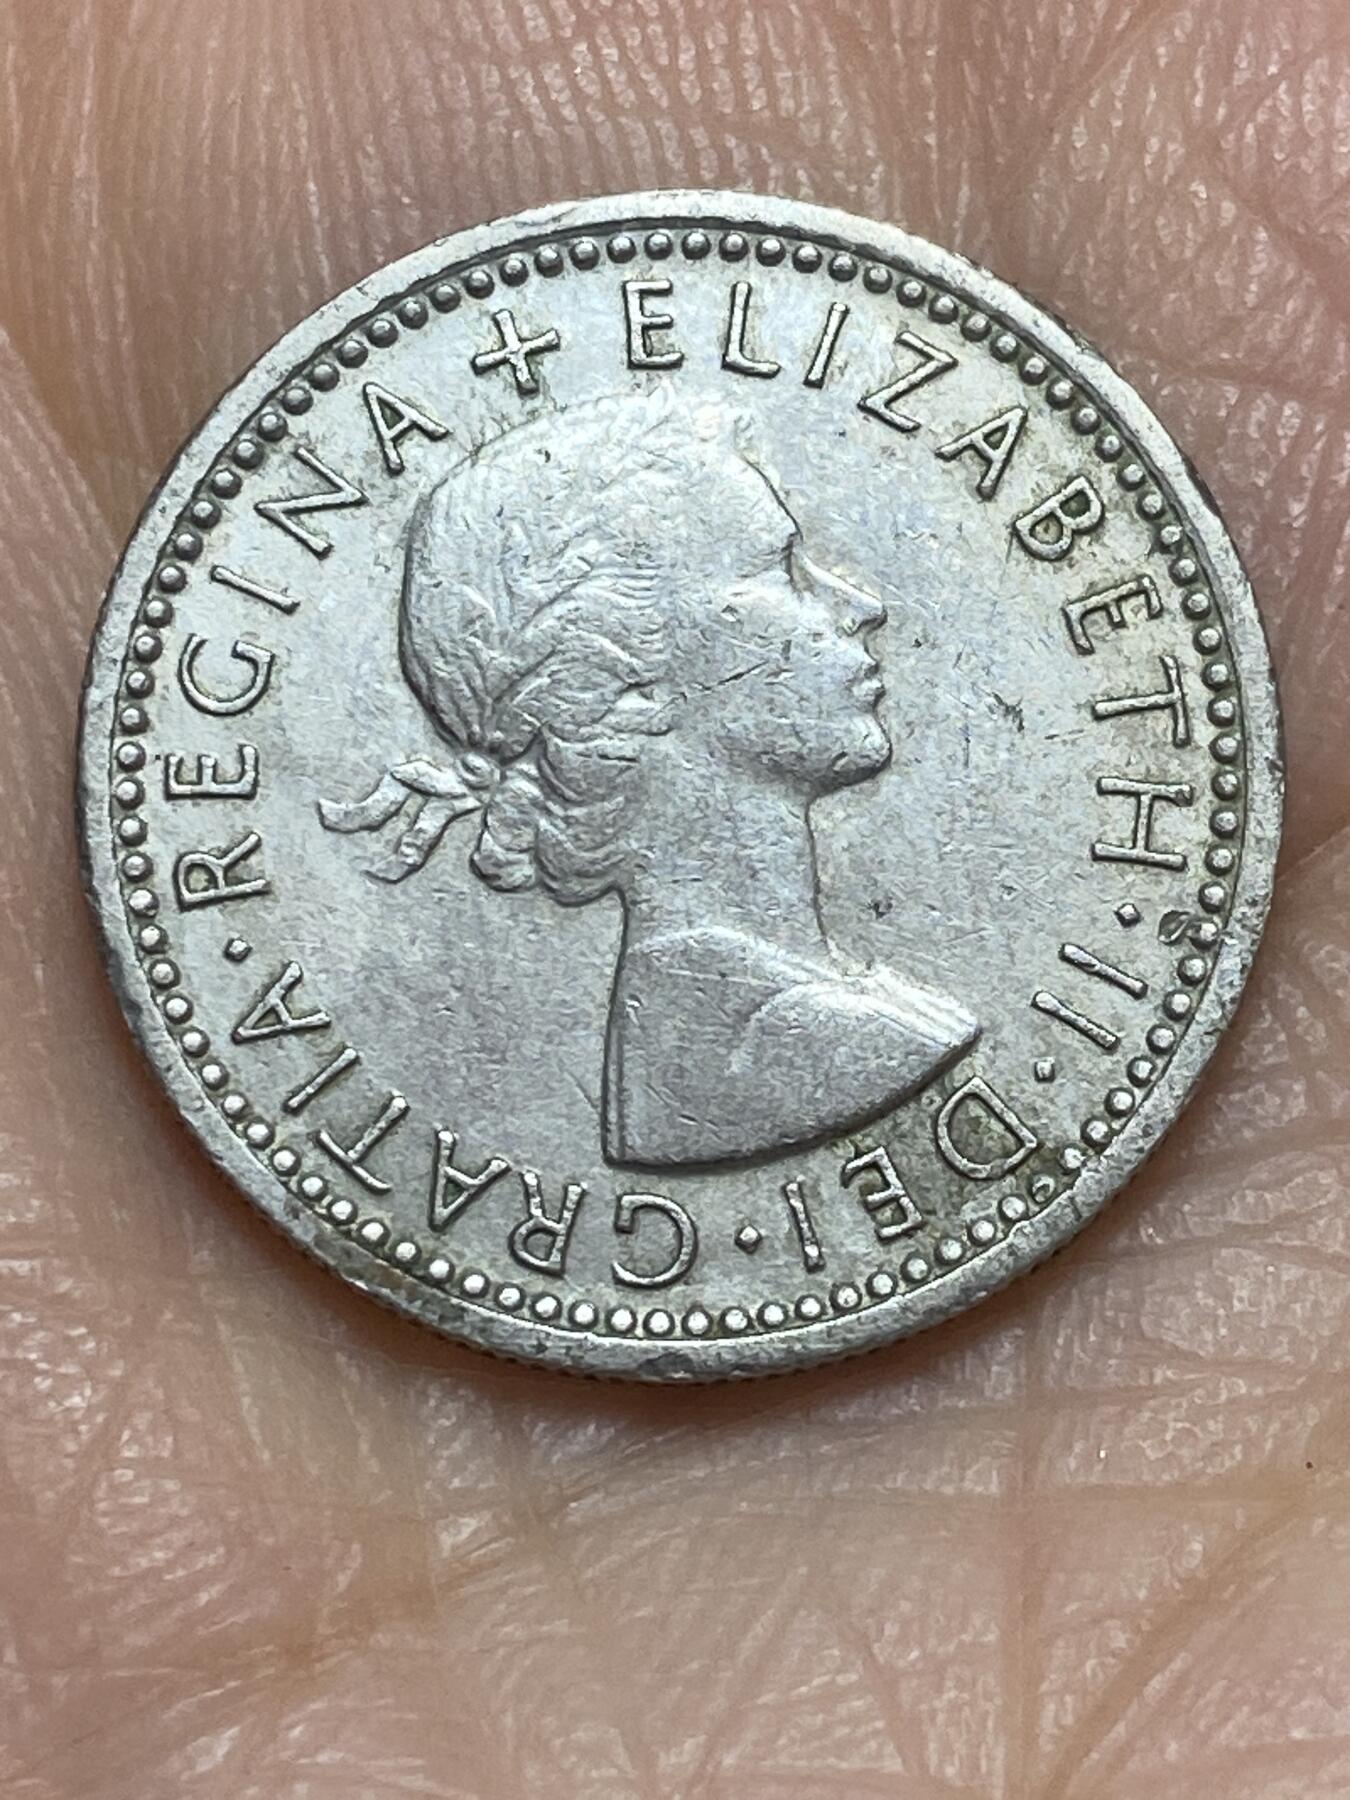 + ELIZABETH · II · DEI · GRATIA · REGINA